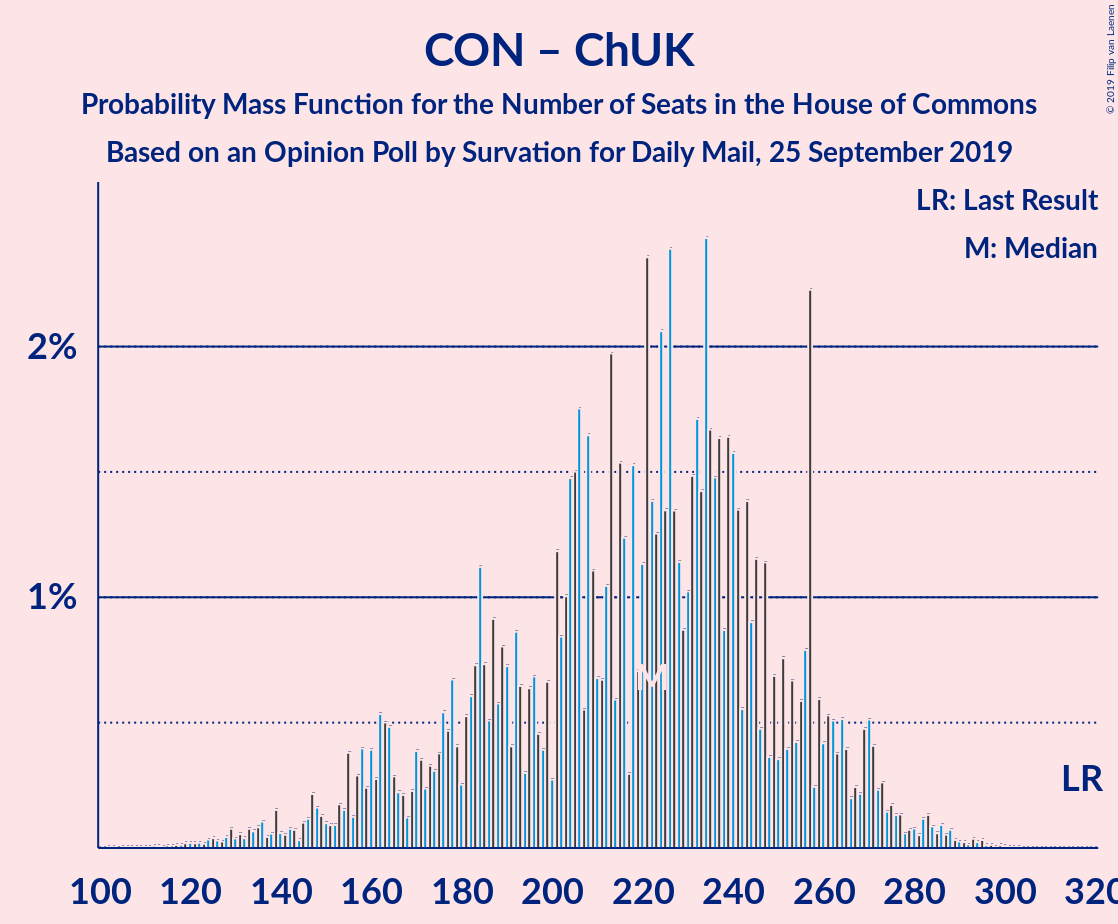 CON – ChUK
Probability Mass Function for the Number of Seats in the House of Commons
Based on an Opinion Poll by Survation for Daily Mail, 25 September 2019
© 2019 Filip van Laenen
LR: Last Result
M: Median
2%
1%
M
LR
100 120 140 160 180 200 220 240 260 280 300 320